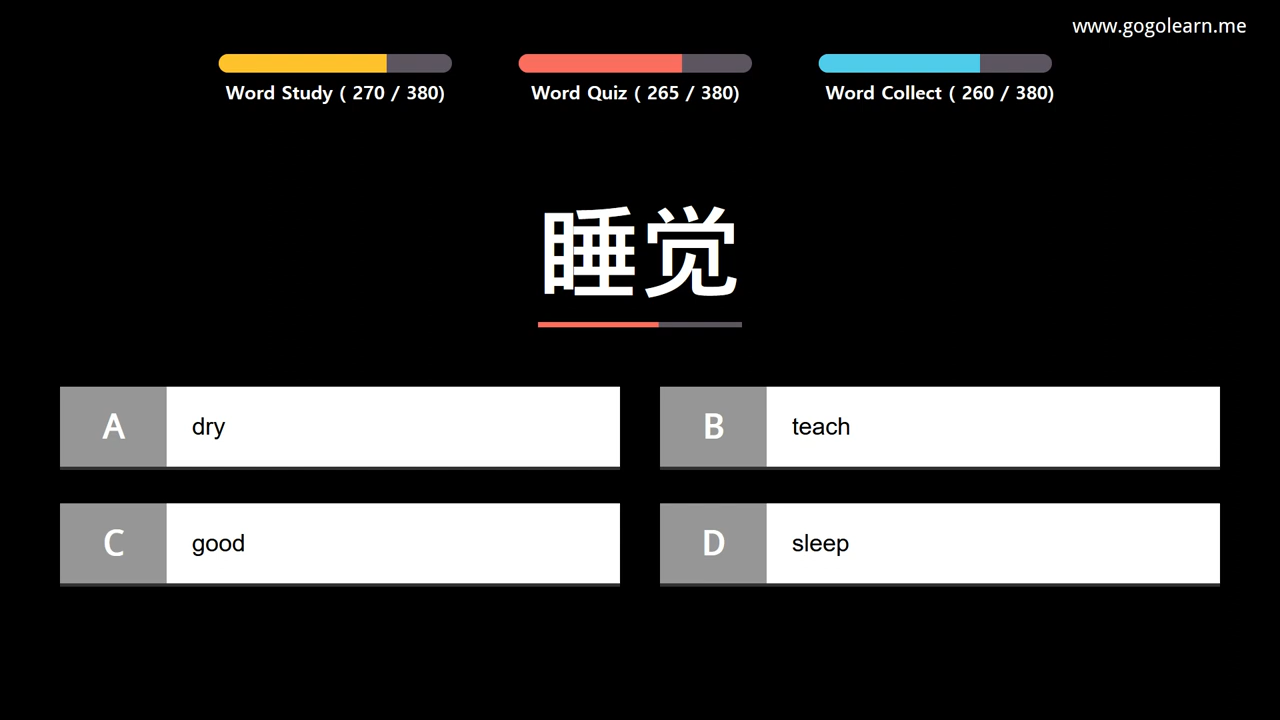 www.gogolearn.me
Word Study ( 270 / 380)
Word Quiz ( 265 / 380)
Word Collect ( 260 / 380)
睡觉
A dry
B teach
C good
D sleep